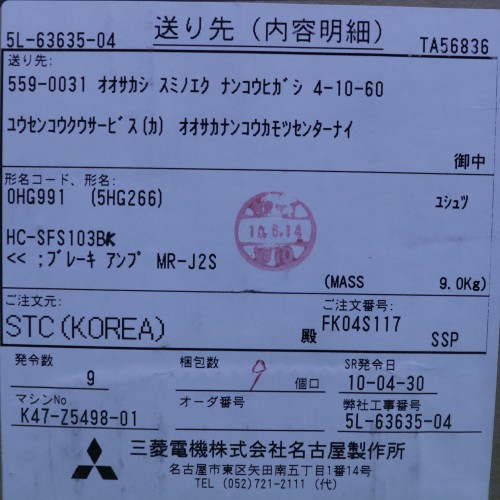 5L-63635-04 送り先 (内容明細) TA56836
送り先:
559-0031 オオサカシ スミノエク ナンコウヒガシ 4-10-60
ユウセンコウクウサービス(カ) オオサカナンコウカモツセンターナイ
御中
形名コード、形名:
0HG991 (5HG266) ユシュツ
10.6.14
HC-SFS103BK
<< ;ブレーキ アンプ MR-J2S
(MASS 9.0Kg)
ご注文元: ご注文番号:
STC(KOREA) 殿 FK04S117 SSP
発令数 梱包数 SR発令日
9 9 個口 10-04-30
マシンNo オーダ番号 弊社工事番号
K47-Z5498-01 5L-63635-04
三菱電機株式会社名古屋製作所
名古屋市東区矢田南五丁目1番14号
TEL (052)721-2111 (代)